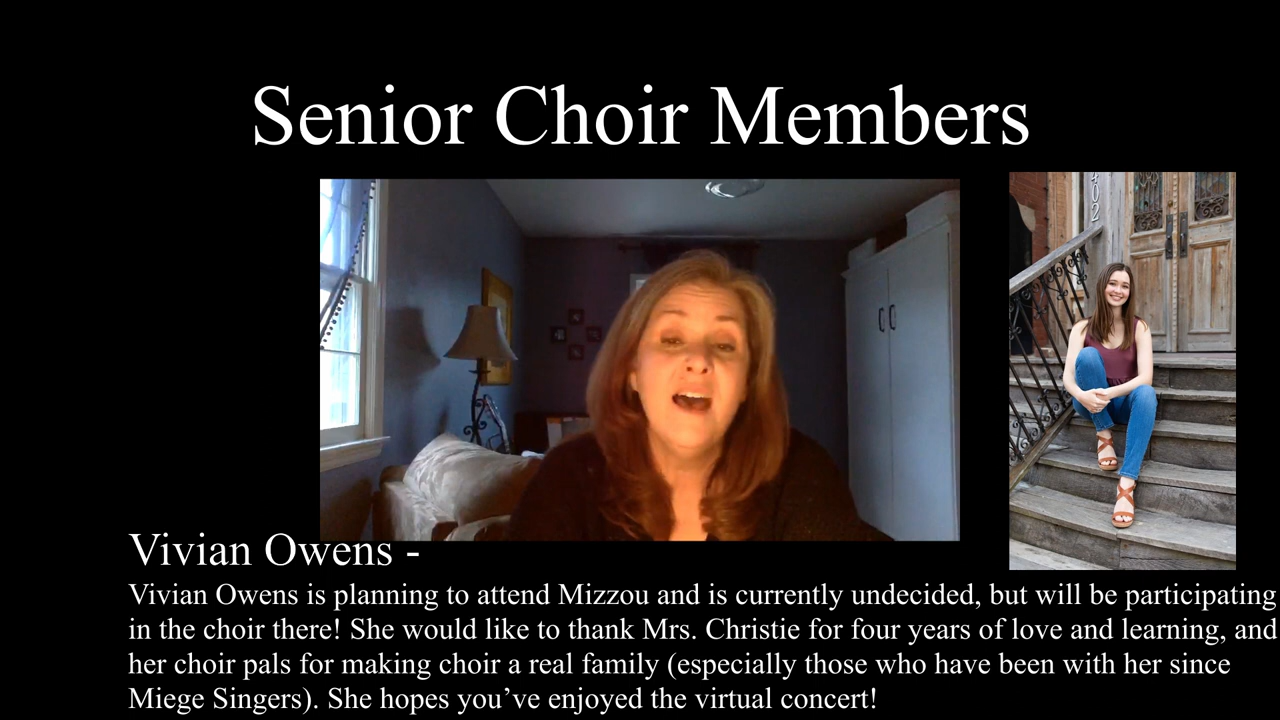 Senior Choir Members
402
Vivian Owens -
Vivian Owens is planning to attend Mizzou and is currently undecided, but will be participating
in the choir there! She would like to thank Mrs. Christie for four years of love and learning, and
her choir pals for making choir a real family (especially those who have been with her since
Miege Singers). She hopes you’ve enjoyed the virtual concert!